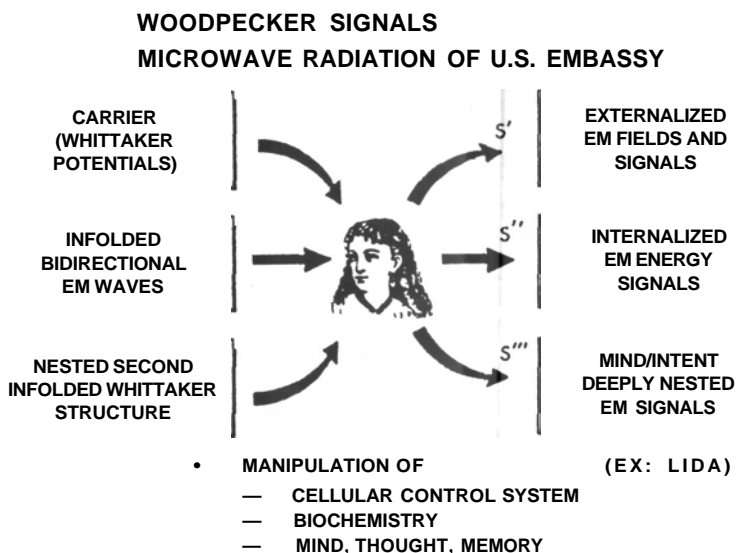 WOODPECKER SIGNALS
MICROWAVE RADIATION OF U.S. EMBASSY
CARRIER
(WHITTAKER
POTENTIALS)
S'
EXTERNALIZED
EM FIELDS AND
SIGNALS
INFOLDED
BIDIRECTIONAL
EM WAVES
S''
INTERNALIZED
EM ENERGY
SIGNALS
NESTED SECOND
INFOLDED WHITTAKER
STRUCTURE
S'''
MIND/INTENT
DEEPLY NESTED
EM SIGNALS
• MANIPULATION OF (EX: LIDA)
— CELLULAR CONTROL SYSTEM
— BIOCHEMISTRY
— MIND, THOUGHT, MEMORY